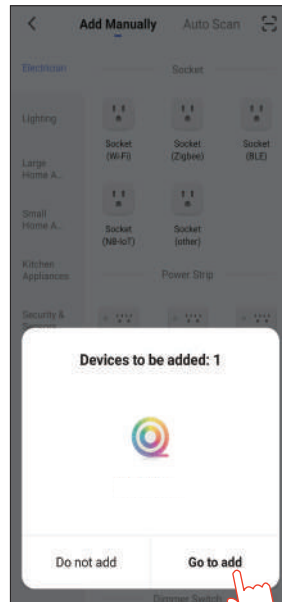 Add Manually Auto Scan
Electrician
Socket
Lighting
Socket
(Wi-Fi)
Socket
(Zigbee)
Socket
(BLE)
Large
Home A..
Small
Home A..
Socket
(NB-IoT)
Socket
(other)
Kitchen
Appliances
Power Strip
Security &
Devices to be added: 1
Do not add
Go to add
Dimmer Switch